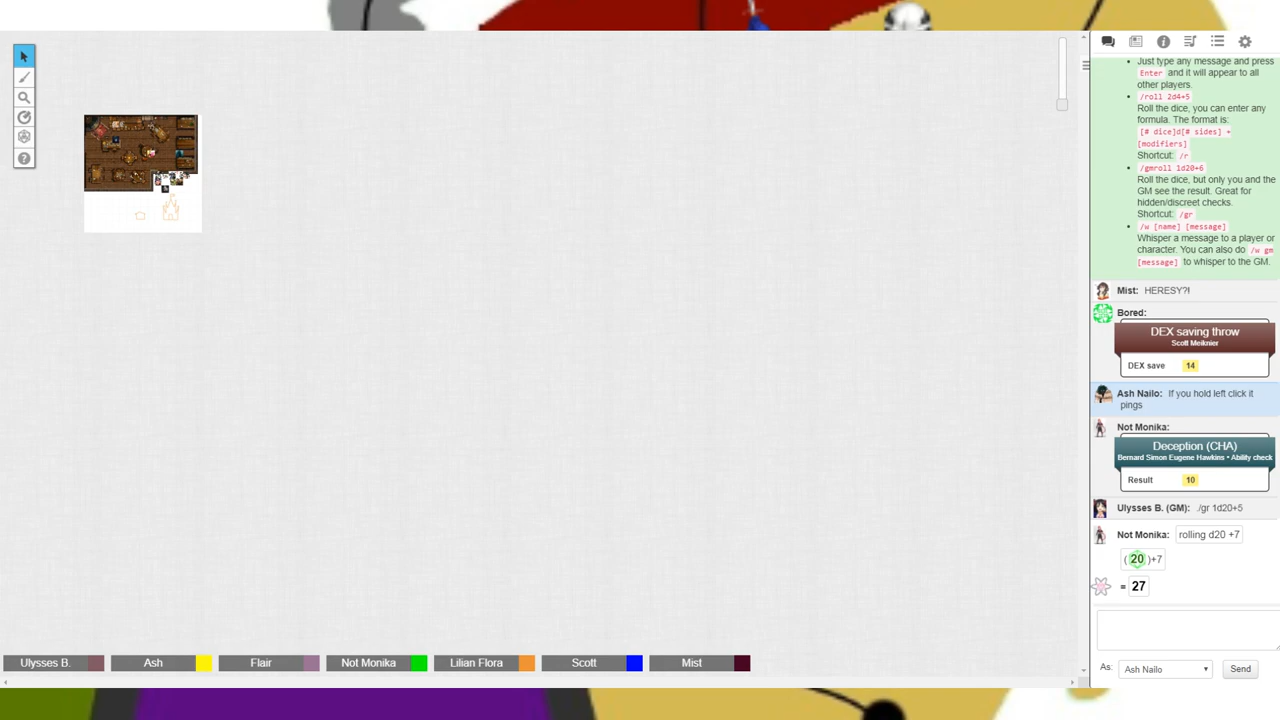 Just type any message and press
Enter and it will appear to all
other players.
/roll 2d4+5
Roll the dice, you can enter any
formula. The format is:
[# dice]d[# sides] +
[modifiers]
Shortcut: /r
/gmroll 1d20+6
Roll the dice, but only you and the
GM see the result. Great for
hidden/discreet checks.
Shortcut: /gr
/w [name] [message]
Whisper a message to a player or
character. You can also do /w gm
[message] to whisper to the GM.
Mist: HERESY?!
Bored:
DEX saving throw
Scott Meiknier
DEX save 14
Ash Nailo: If you hold left click it
pings
Not Monika:
Deception (CHA)
Bernard Simon Eugene Hawkins • Ability check
Result 10
Ulysses B. (GM): ./gr 1d20+5
Not Monika: rolling d20 +7
(20)+7
= 27
As: Ash Nailo Send
Ulysses B. Ash Flair Not Monika Lilian Flora Scott Mist